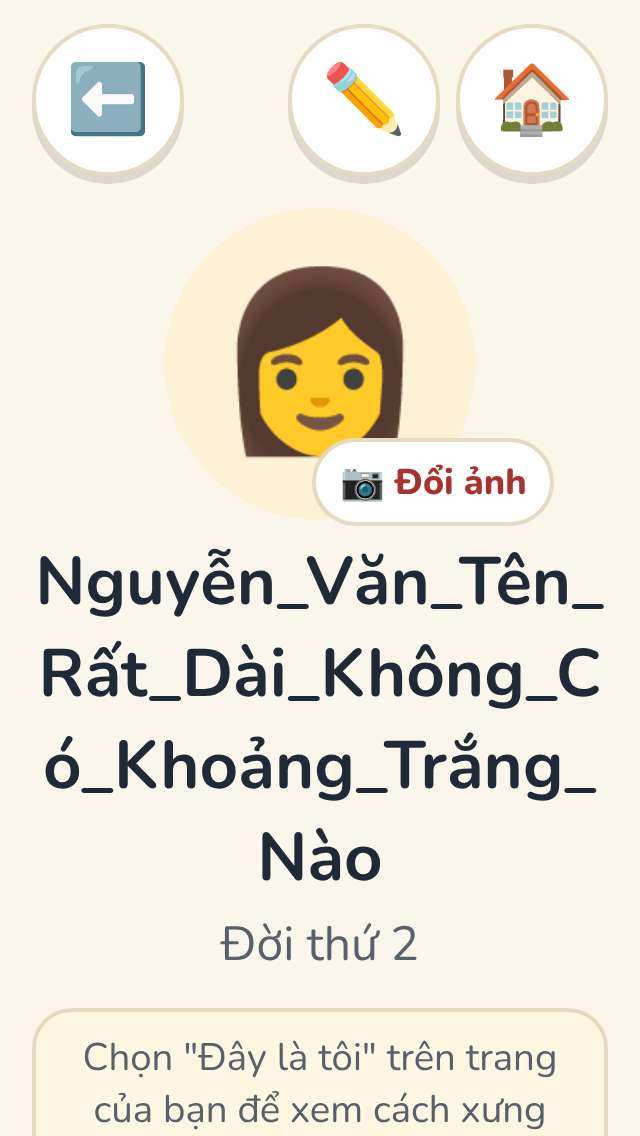 Đổi ảnh
Nguyễn_Văn_Tên_
Rất_Dài_Không_C
ó_Khoảng_Trắng_
Nào
Đời thứ 2
Chọn "Đây là tôi" trên trang
của bạn để xem cách xưng